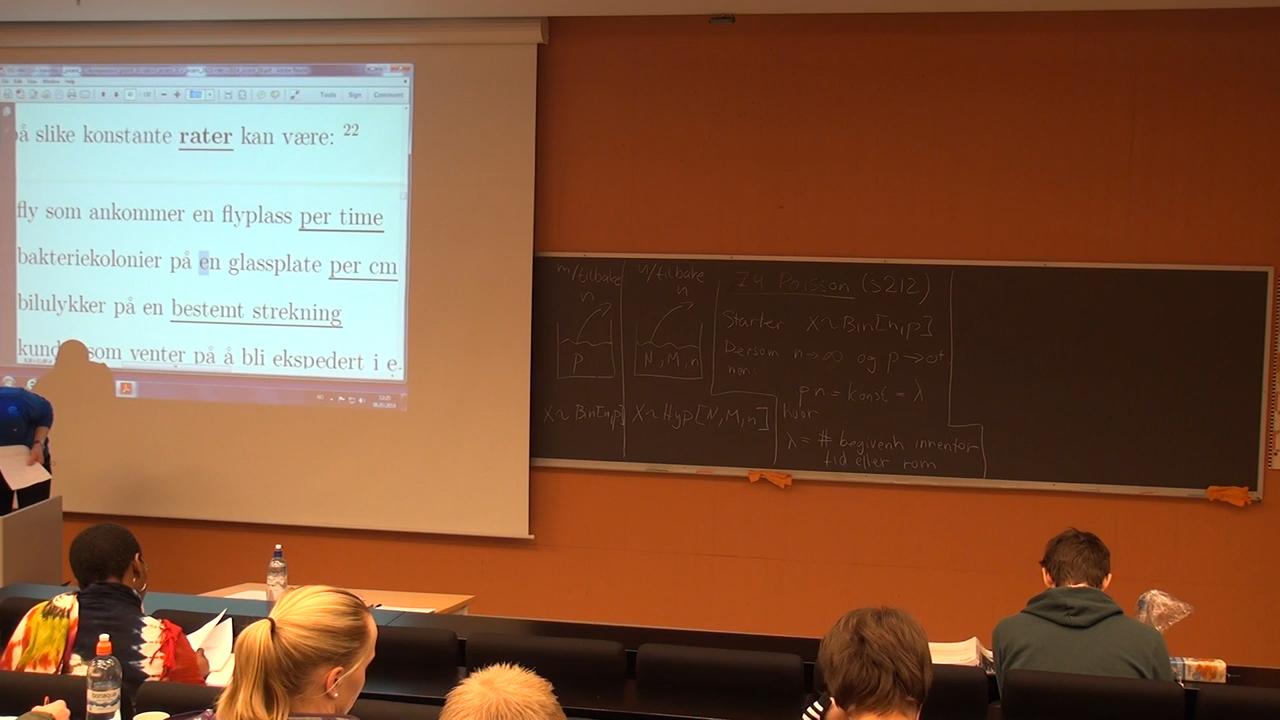 på slike konstante rater kan være: 22
fly som ankommer en flyplass per time
bakteriekolonier på en glassplate per cm
bilulykker på en bestemt strekning
som venter på å bli ekspedert i e
Tools Sign Comment
m/tilbake
n
P
X~Bin[n,p]
u/tilbake
n
N, M, n
X~Hyp[N,M,n]
Poisson (s212)
Starter X~Bin[n,p]
Dersom n→∞ og p→0+
men:
pn = konst = λ
hvor
λ = # begivenh innenfor
tid eller rom